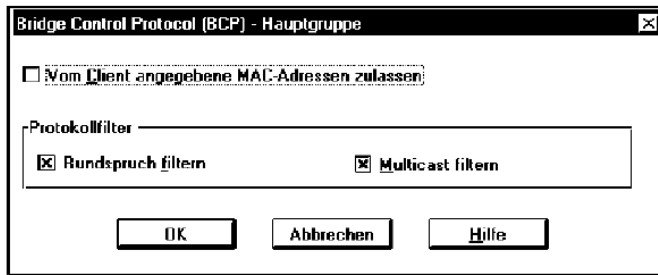 Bridge Control Protocol (BCP) - Hauptgruppe
Vom Client angegebene MAC-Adressen zulassen
Protokollfilter
Rundspruch filtern Multicast filtern
OK Abbrechen Hilfe